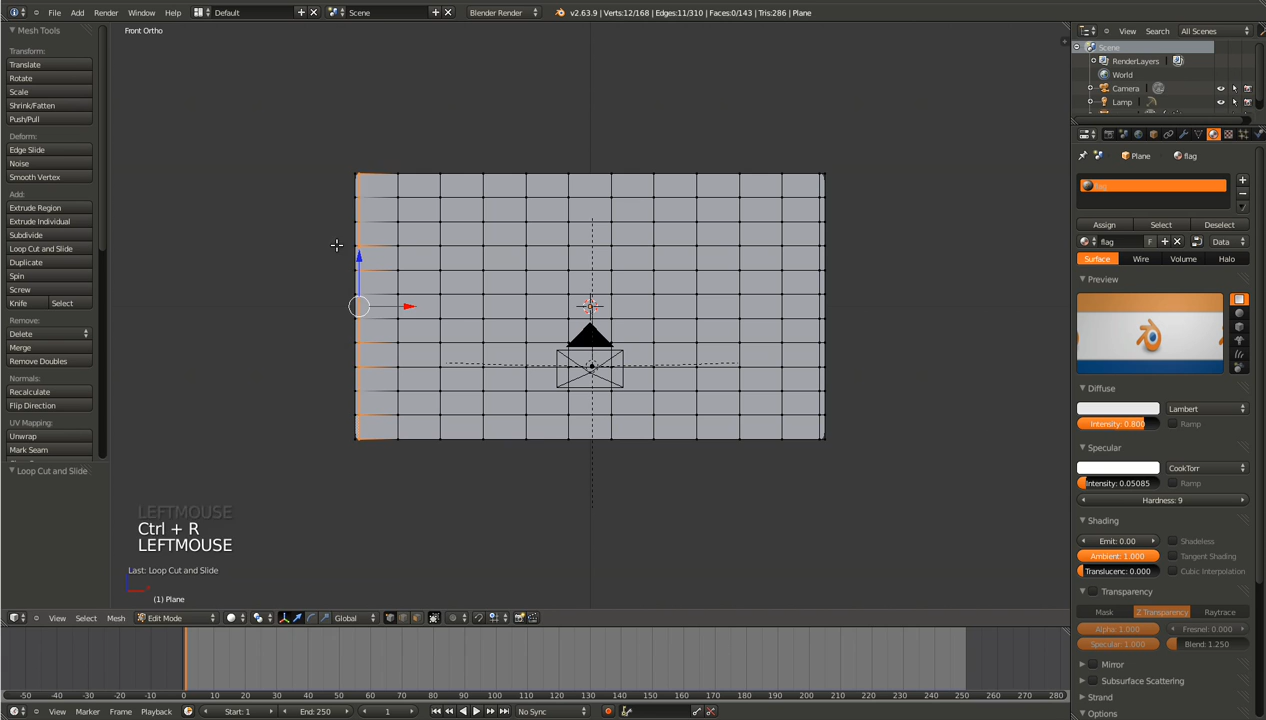 File Add Render Window Help Default Scene Blender Render v2.63.9 | Verts:12/168 | Edges:11/310 | Faces:0/143 | Tris:286 | Plane
Mesh Tools
Transform:
Translate
Rotate
Scale
Shrink/Fatten
Push/Pull
Deform:
Edge Slide
Noise
Smooth Vertex
Add:
Extrude Region
Extrude Individual
Subdivide
Loop Cut and Slide
Duplicate
Spin
Screw
Knife Select
Remove:
Delete
Merge
Remove Doubles
Normals:
Recalculate
Flip Direction
UV Mapping:
Unwrap
Mark Seam
Loop Cut and Slide
Front Ortho
LEFTMOUSE
Ctrl + R
LEFTMOUSE
Last: Loop Cut and Slide
(1) Plane
View Select Mesh Edit Mode Global
-50 -40 -30 -20 -10 0 10 20 30 40 50 60 70 80 90 100 110 120 130 140 150 160 170 180 190 200 210 220 230 240 250 260 270 280
View Marker Frame Playback Start: 1 End: 250 1 No Sync
View Search All Scenes
Scene
RenderLayers
World
Camera
Lamp
Plane flag
flag
Assign Select Deselect
flag F Data
Surface Wire Volume Halo
Preview
Diffuse
Lambert
Intensity: 0.800 Ramp
Specular
CookTorr
Intensity: 0.05085 Ramp
Hardness: 9
Shading
Emit: 0.00 Shadeless
Ambient: 1.000 Tangent Shading
Translucenc: 0.000 Cubic Interpolation
Transparency
Mask Z Transparency Raytrace
Alpha: 1.000 Fresnel: 0.000
Specular: 1.000 Blend: 1.250
Mirror
Subsurface Scattering
Strand
Options